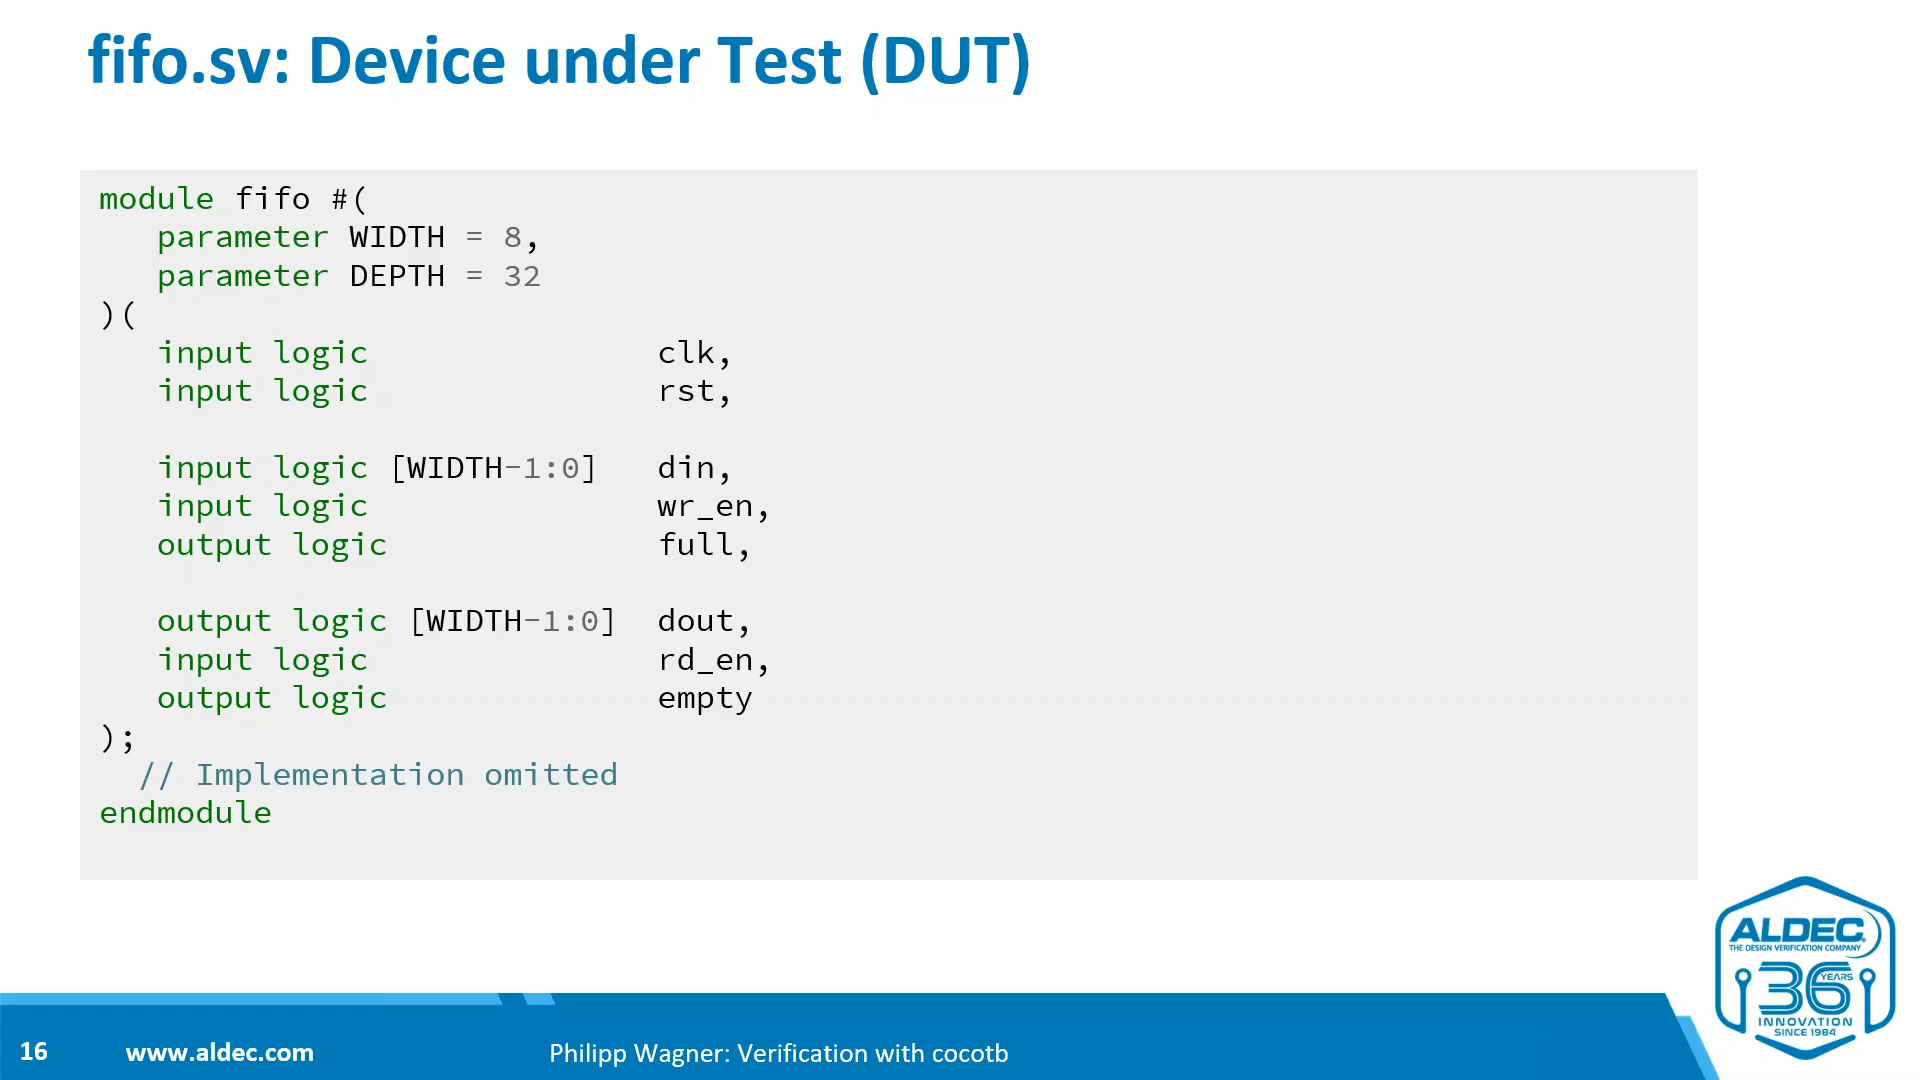 fifo.sv: Device under Test (DUT)
module fifo #(
   parameter WIDTH = 8,
   parameter DEPTH = 32
)(
   input logic               clk,
   input logic               rst,
   input logic [WIDTH-1:0]   din,
   input logic               wr_en,
   output logic              full,
   output logic [WIDTH-1:0]  dout,
   input logic               rd_en,
   output logic              empty
);
  // Implementation omitted
endmodule
ALDEC
THE DESIGN VERIFICATION COMPANY
36 YEARS
INNOVATION
SINCE 1984
16 www.aldec.com Philipp Wagner: Verification with cocotb